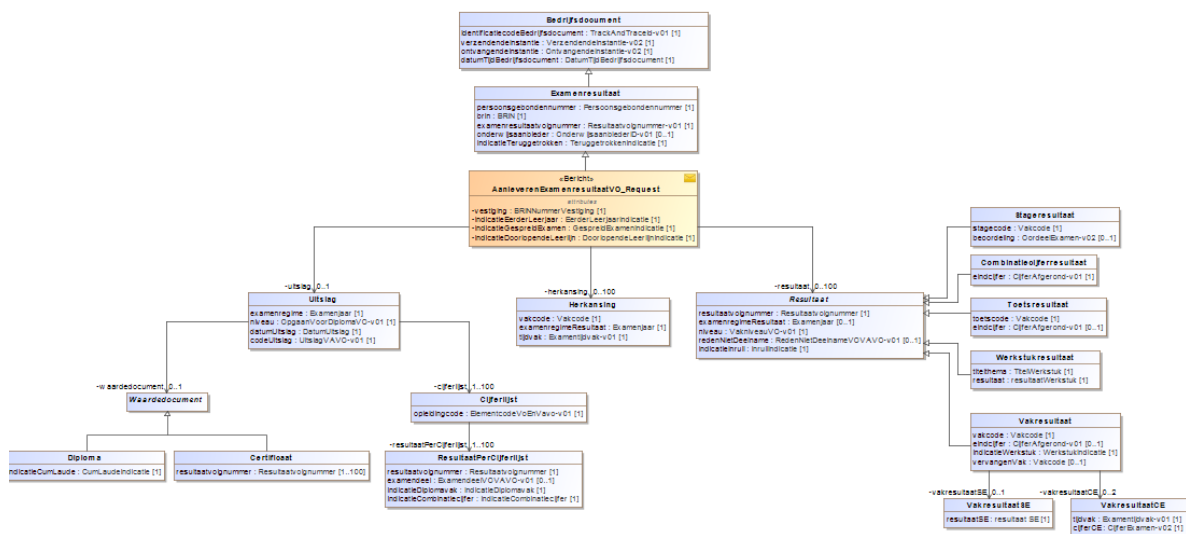 Bedrijfsdocument
identificatiecodeBedrijfsdocument : TrackAndTraceId-v01 [1]
verzendendeInstantie : VerzendendeInstantie-v02 [1]
ontvangendeInstantie : OntvangendeInstantie-v02 [1]
datumTijdBedrijfsdocument : DatumTijdBedrijfsdocument [1]
Examenresultaat
persoonsgebondennummer : Persoonsgebondennummer [1]
brin : BRIN [1]
examenresultaatvolgnummer : Resultaatvolgnummer-v01 [1]
onderwijsaanbieder : OnderwijsaanbiederID-v01 [0..1]
indicatieTeruggetrokken : TeruggetrokkenIndicatie [1]
«Bericht»
AanleverenExamenresultaatVO_Request
attributes
-vestiging : BRINNummerVestiging [1]
-indicatieEerderLeerjaar : EerderLeerjaarIndicatie [1]
-indicatieGespreidExamen : GespreidExamenIndicatie [1]
-indicatieDoorlopendeLeerlijn : DoorlopendeLeerlijnIndicatie [1]
-uitslag 0..1
-herkansing 0..100
-resultaat 0..100
Uitslag
examenregime : Examenjaar [1]
niveau : OpgaanVoorDiplomaVO-v01 [1]
datumUitslag : DatumUitslag [1]
codeUitslag : UitslagVAVO-v01 [1]
Herkansing
vakcode : Vakcode [1]
examenregimeResultaat : Examenjaar [1]
tijdvak : Examentijdvak-v01 [1]
Resultaat
resultaatvolgnummer : Resultaatvolgnummer [1]
examenregimeResultaat : Examenjaar [0..1]
niveau : VakniveauVO-v01 [1]
redenNietDeelname : RedenNietDeelnameVOVAVO-v01 [0..1]
indicatieInruil : InruilIndicatie [1]
Stageresultaat
stagecode : Vakcode [1]
beoordeling : OordeelExamen-v02 [0..1]
Combinatiecijferresultaat
eindcijfer : CijferAfgerond-v01 [1]
Toetsresultaat
toetscode : Vakcode [1]
eindcijfer : CijferAfgerond-v01 [0..1]
Werkstukresultaat
titelthema : TitelWerkstuk [1]
resultaat : resultaatWerkstuk [1]
Vakresultaat
vakcode : Vakcode [1]
eindcijfer : CijferAfgerond-v01 [0..1]
indicatieWerkstuk : WerkstukIndicatie [1]
vervangenVak : Vakcode [0..1]
-vakresultaatSE 0..1
-vakresultaatCE 0..2
VakresultaatSE
resultaatSE : resultaat SE [1]
VakresultaatCE
tijdvak : Examentijdvak-v01 [1]
cijferCE : CijferExamen-v02 [1]
-waardedocument 0..1
-cijferlijst 1..100
Waardedocument
Cijferlijst
opleidingcode : ElementcodeVoEnVavo-v01 [1]
-resultaatPerCijferlijst 1..100
Diploma
indicatieCumLaude : CumLaudeIndicatie [1]
Certificaat
resultaatvolgnummer : Resultaatvolgnummer [1..100]
ResultaatPerCijferlijst
resultaatvolgnummer : Resultaatvolgnummer [1]
examendeel : ExamendeelVOVAVO-v01 [0..1]
indicatieDiplomavak : IndicatieDiplomavak [1]
indicatieCombinatiecijfer : IndicatieCombinatiecijfer [1]